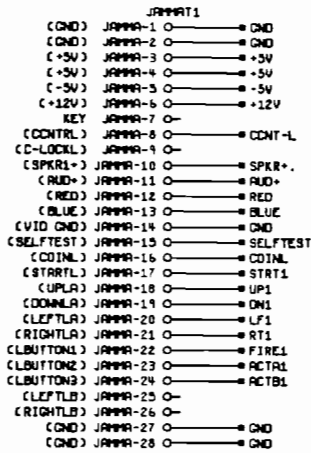 JAMMAT1
(GND) JAMMA-1 GND
(GND) JAMMA-2 GND
(+5V) JAMMA-3 +5V
(+5V) JAMMA-4 +5V
(-5V) JAMMA-5 -5V
(+12V) JAMMA-6 +12V
KEY JAMMA-7
(CCNTRL) JAMMA-8 CCNT-L
(C-LOCKL) JAMMA-9
(SPKR1+) JAMMA-10 SPKR+.
(AUD+) JAMMA-11 AUD+
(RED) JAMMA-12 RED
(BLUE) JAMMA-13 BLUE
(VID GND) JAMMA-14 GND
(SELFTEST) JAMMA-15 SELFTEST
(COINL) JAMMA-16 COINL
(STARTL) JAMMA-17 STRT1
(UPLA) JAMMA-18 UP1
(DOWNLA) JAMMA-19 DN1
(LEFTLA) JAMMA-20 LF1
(RIGHTLA) JAMMA-21 RT1
(LBUTTON1) JAMMA-22 FIRE1
(LBUTTON2) JAMMA-23 ACTA1
(LBUTTON3) JAMMA-24 ACTB1
(LEFTLB) JAMMA-25
(RIGHTLB) JAMMA-26
(GND) JAMMA-27 GND
(GND) JAMMA-28 GND